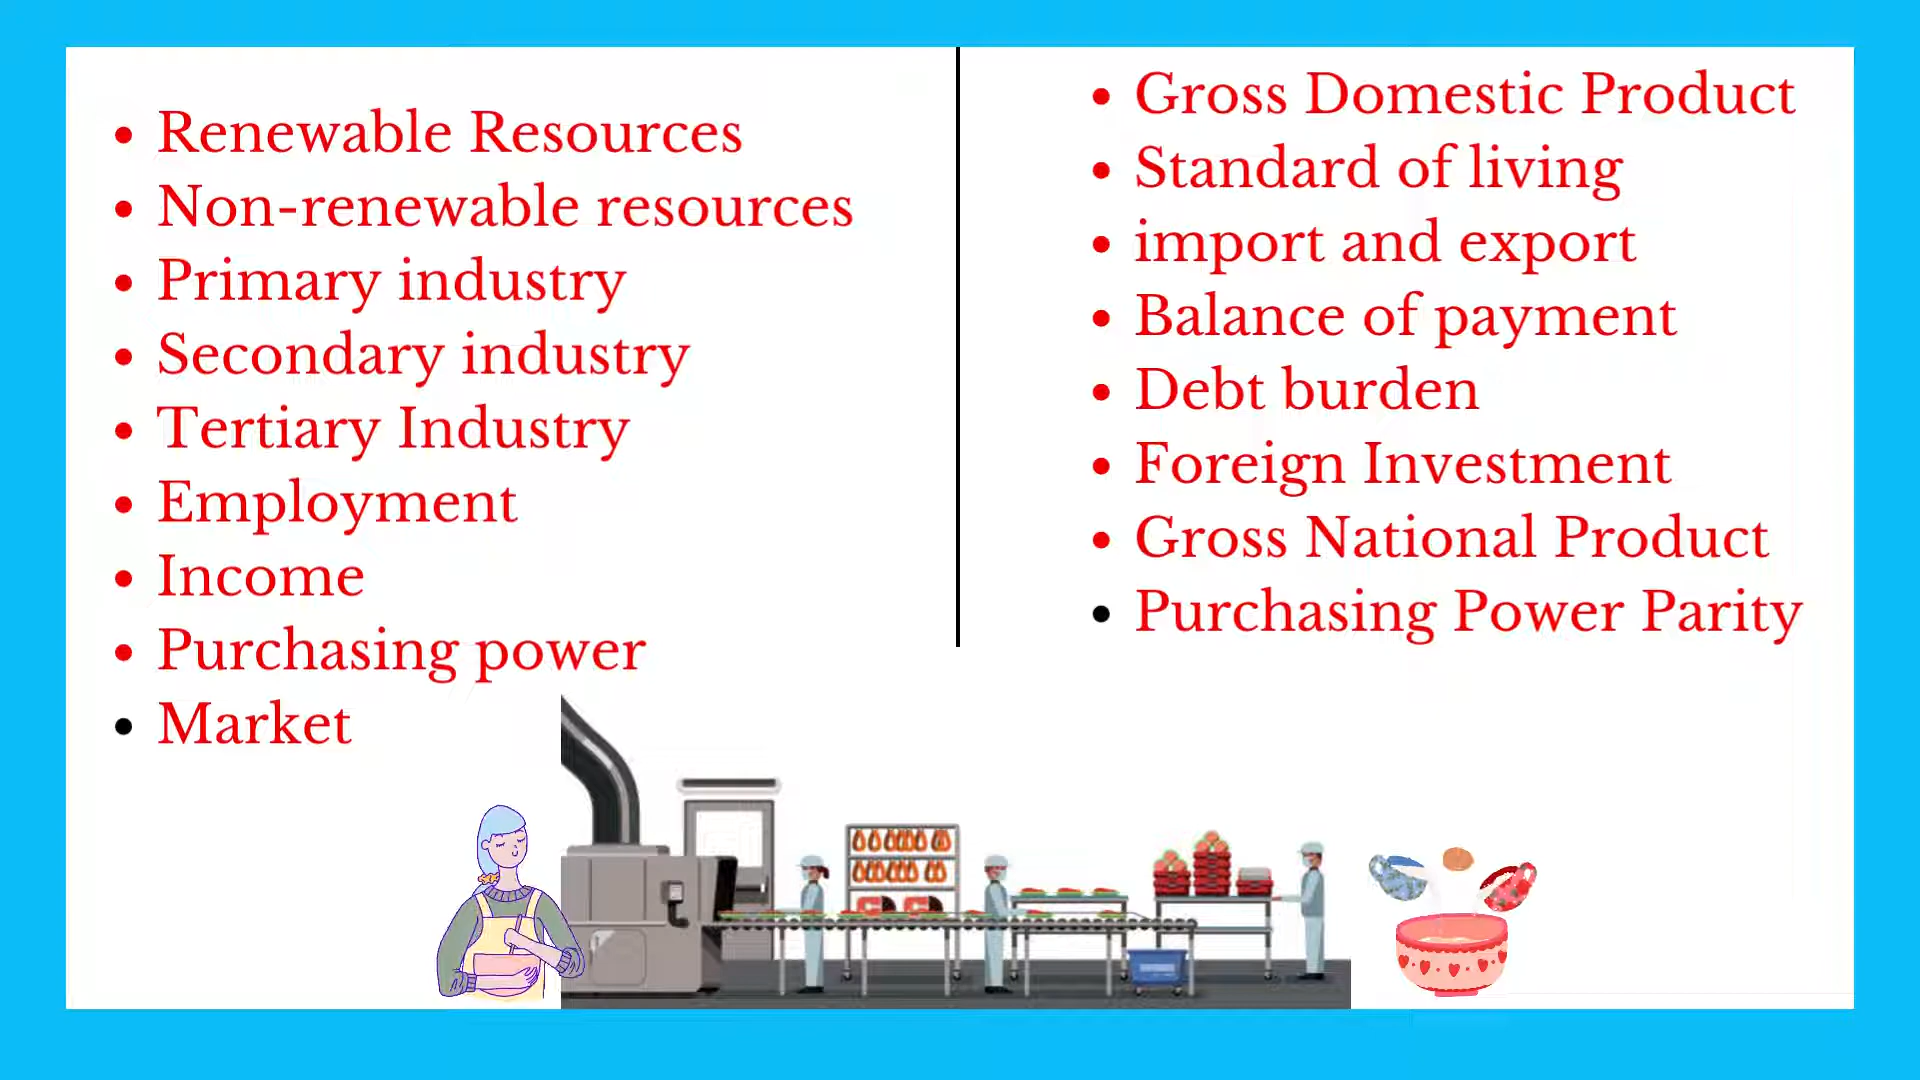 Renewable Resources
Non-renewable resources
Primary industry
Secondary industry
Tertiary Industry
Employment
Income
Purchasing power
Market
Gross Domestic Product
Standard of living
import and export
Balance of payment
Debt burden
Foreign Investment
Gross National Product
Purchasing Power Parity